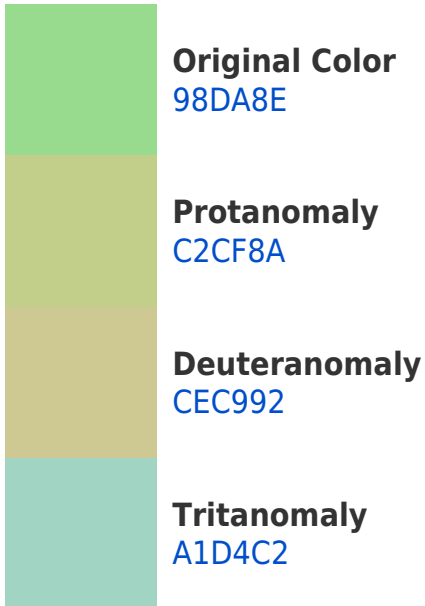 Original Color
98DA8E
Protanomaly
C2CF8A
Deuteranomaly
CEC992
Tritanomaly
A1D4C2